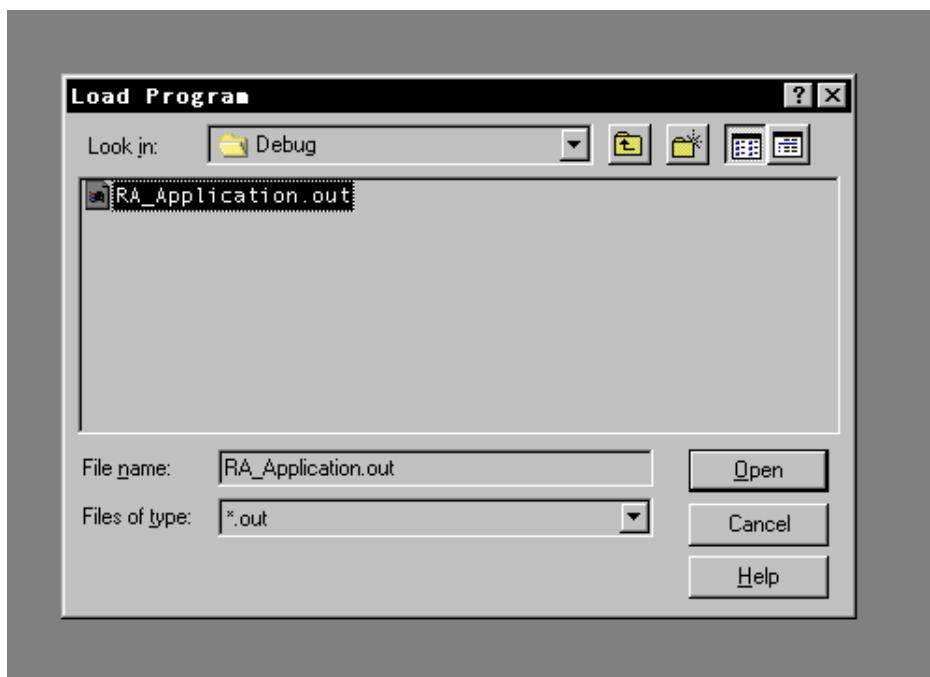 Load Program
Look in: Debug
RA_Application.out
File name: RA_Application.out
Open
Files of type: *.out
Cancel
Help